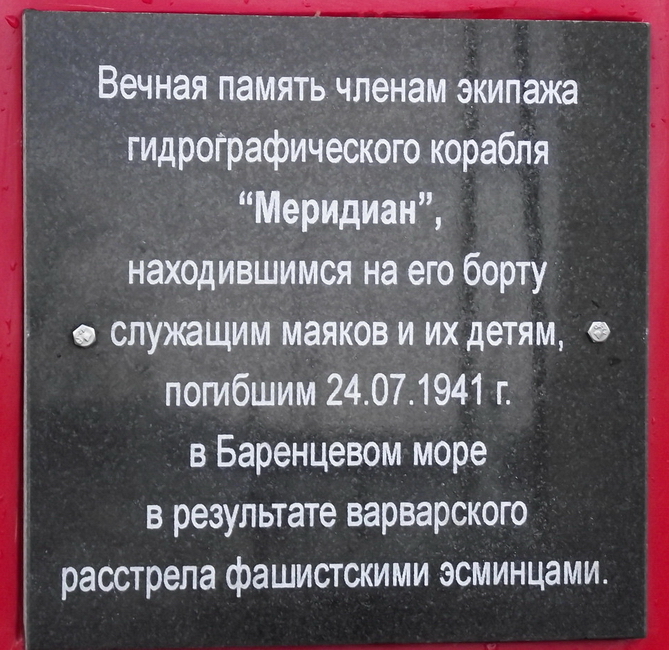 Вечная память членам экипажа
гидрографического корабля
“Меридиан”,
находившимся на его борту
служащим маяков и их детям,
погибшим 24.07.1941 г.
в Баренцевом море
в результате варварского
расстрела фашистскими эсминцами.